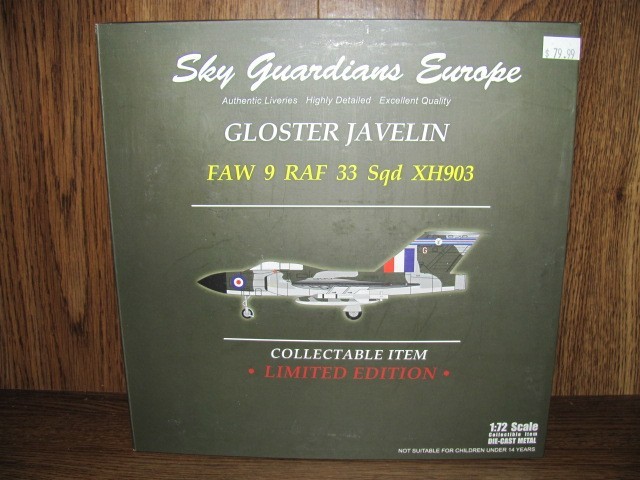 $ 79.99
Sky Guardians Europe
Authentic Liveries Highly Detailed Excellent Quality
GLOSTER JAVELIN
FAW 9 RAF 33 Sqd XH903
G
COLLECTABLE ITEM
• LIMITED EDITION •
1:72 Scale
Collectible Item
DIE-CAST METAL
NOT SUITABLE FOR CHILDREN UNDER 14 YEARS